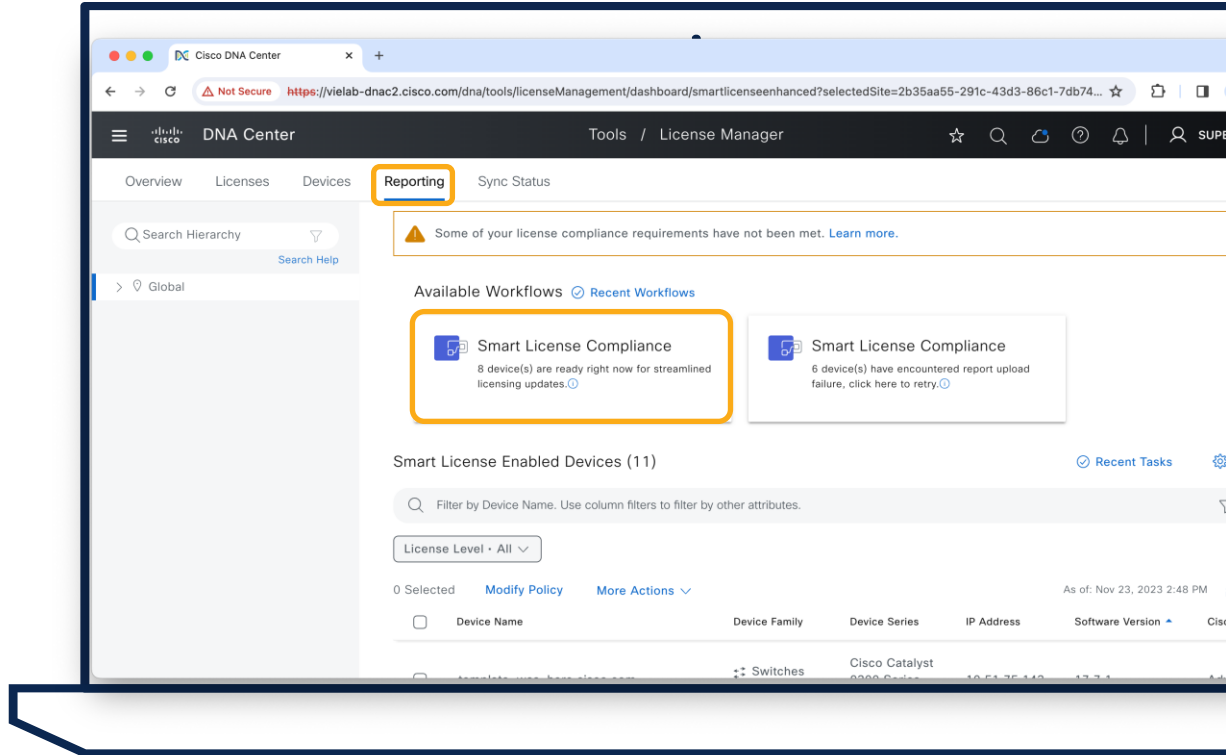 Cisco DNA Center
Not Secure https://vielab-dnac2.cisco.com/dna/tools/licenseManagement/dashboard/smartlicenseenhanced?selectedSite=2b35aa55-291c-43d3-86c1-7db74...
cisco DNA Center Tools / License Manager SUPE
Overview Licenses Devices Reporting Sync Status
Search Hierarchy
Search Help
Global
Some of your license compliance requirements have not been met. Learn more.
Available Workflows Recent Workflows
Smart License Compliance
8 device(s) are ready right now for streamlined
licensing updates.
Smart License Compliance
6 device(s) have encountered report upload
failure, click here to retry.
Smart License Enabled Devices (11) Recent Tasks
Filter by Device Name. Use column filters to filter by other attributes.
License Level · All
0 Selected Modify Policy More Actions As of: Nov 23, 2023 2:48 PM
Device Name Device Family Device Series IP Address Software Version Cisc
Switches Cisco Catalyst